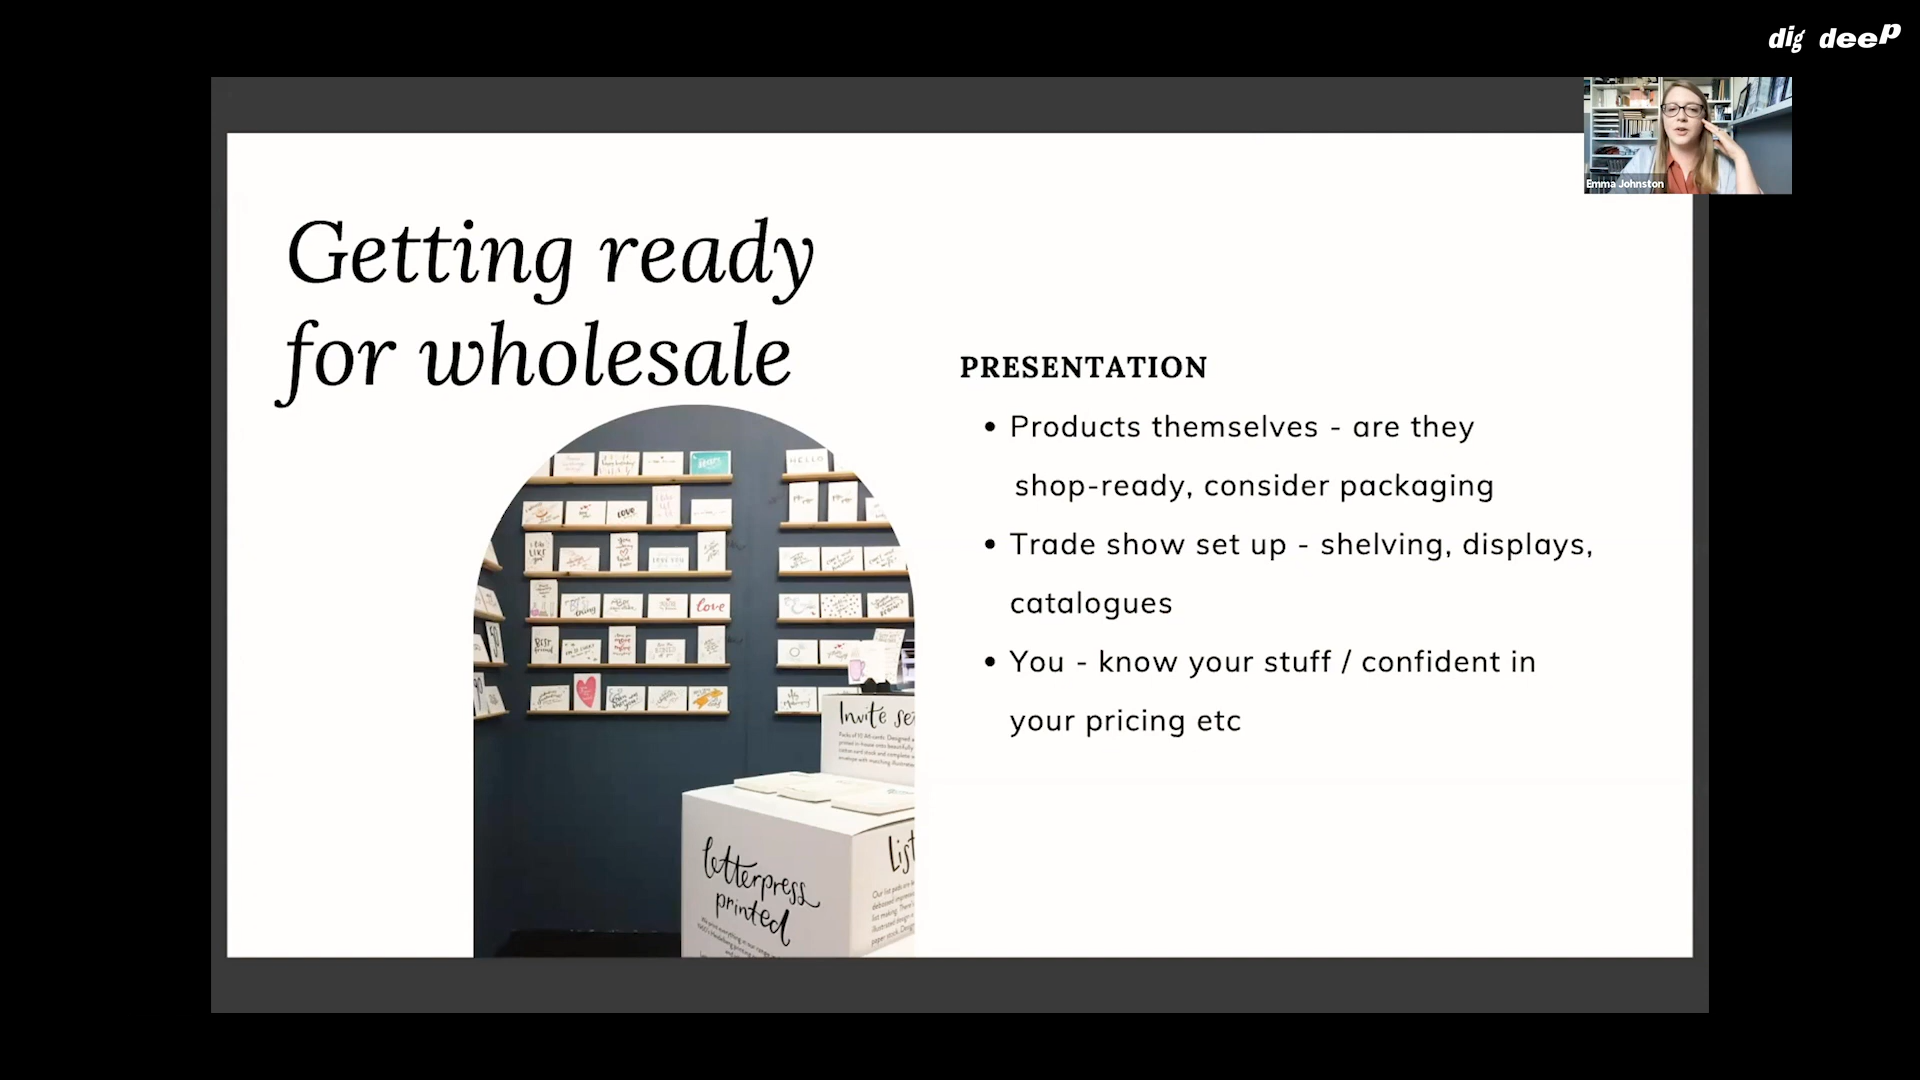 dig deep
Emma Johnston
Getting ready
for wholesale
PRESENTATION
• Products themselves - are they
shop-ready, consider packaging
• Trade show set up - shelving, displays,
catalogues
• You - know your stuff / confident in
your pricing etc
HELLO
love
love
Invite se
letterpress
printed
List